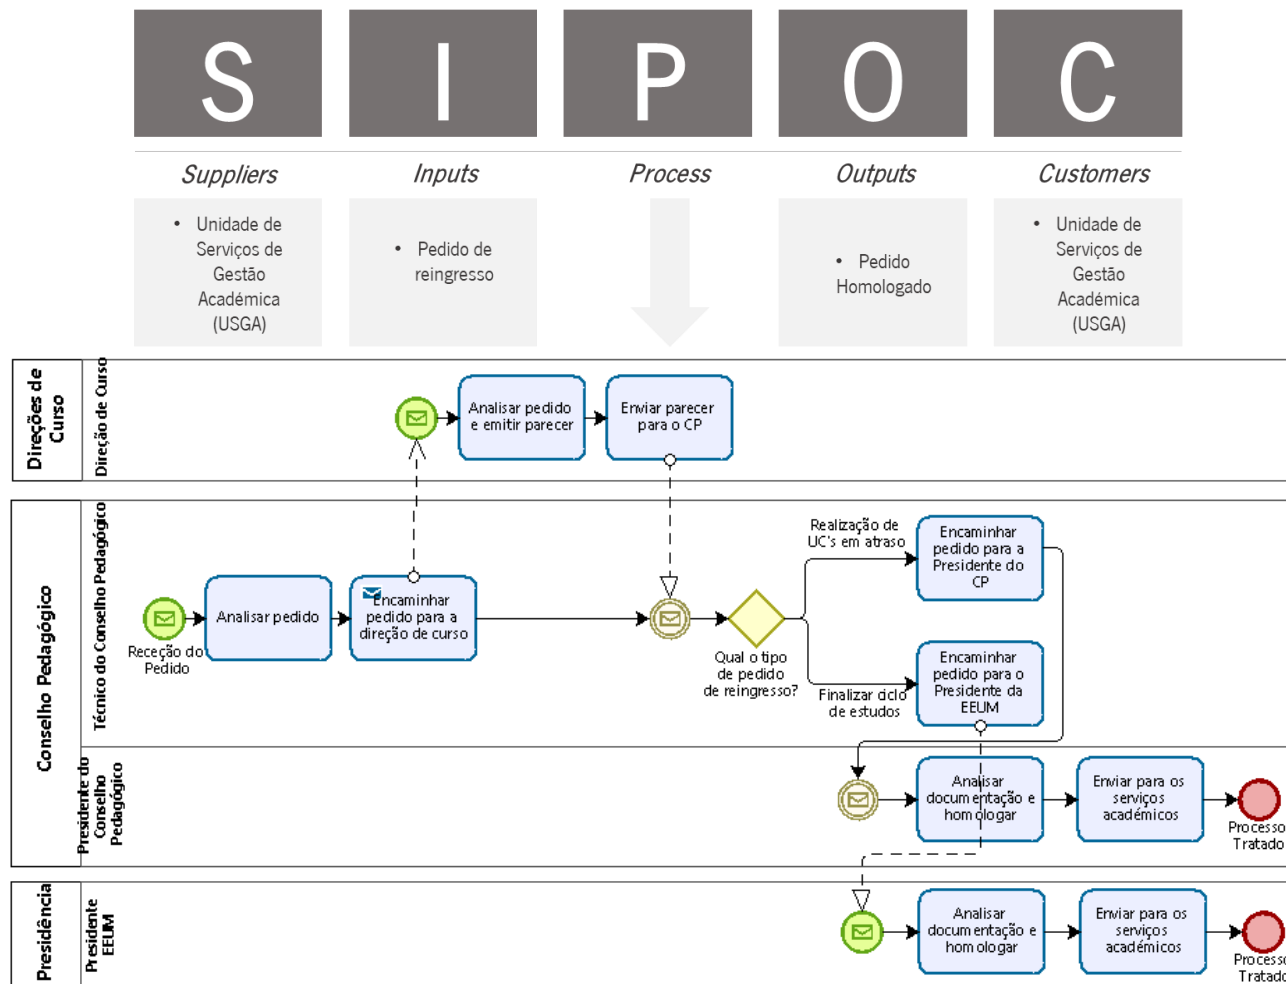 S I P O C
Suppliers Inputs Process Outputs Customers
• Unidade de
Serviços de
Gestão
Académica
(USGA)
• Pedido de
reingresso
• Pedido
Homologado
• Unidade de
Serviços de
Gestão
Académica
(USGA)
Direções de
Curso
Direção de Curso
Analisar pedido
e emitir parecer
Enviar parecer
para o CP
Conselho Pedagógico
Técnico do Conselho Pedagógico
Receção do
Pedido
Analisar pedido
Encaminhar
pedido para a
direção de curso
Qual o tipo
de pedido
de reingresso?
Realização de
UC's em atraso
Encaminhar
pedido para a
Presidente do
CP
Finalizar ciclo
de estudos
Encaminhar
pedido para o
Presidente da
EEUM
Presidente do
Conselho
Pedagógico
Analisar
documentação e
homologar
Enviar para os
serviços
académicos
Processo
Tratado
Presidência
Presidente
EEUM
Analisar
documentação e
homologar
Enviar para os
serviços
académicos
Processo
Tratado